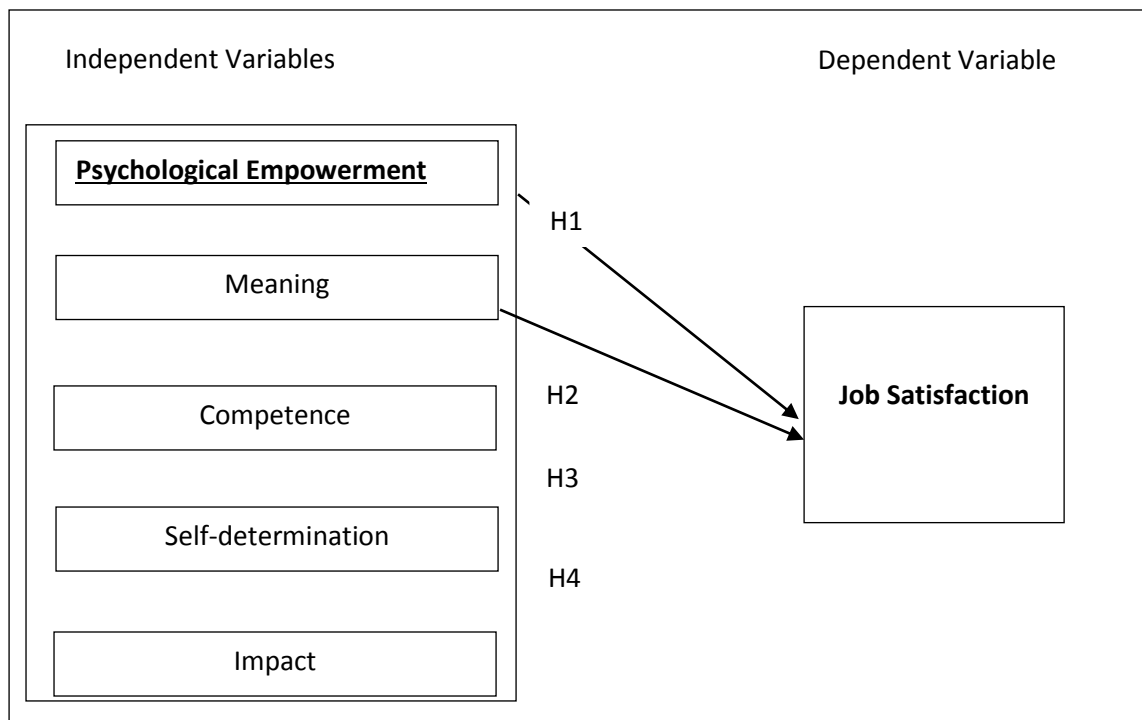 Independent Variables
Dependent Variable
Psychological Empowerment
H1
Meaning
H2
Job Satisfaction
Competence
H3
Self-determination
H4
Impact